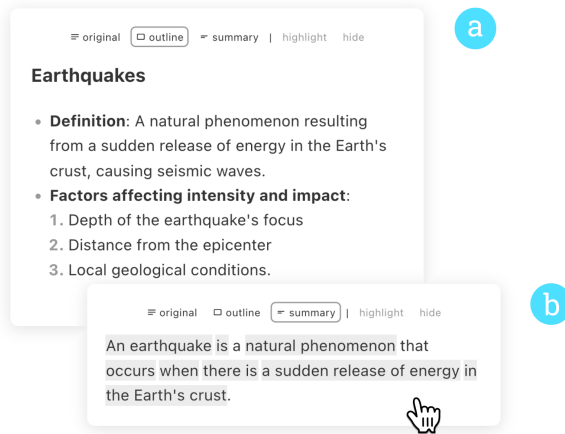 original outline summary | highlight hide
a
Earthquakes
• Definition: A natural phenomenon resulting
from a sudden release of energy in the Earth's
crust, causing seismic waves.
• Factors affecting intensity and impact:
1. Depth of the earthquake's focus
2. Distance from the epicenter
3. Local geological conditions.
original outline summary | highlight hide
b
An earthquake is a natural phenomenon that
occurs when there is a sudden release of energy in
the Earth's crust.